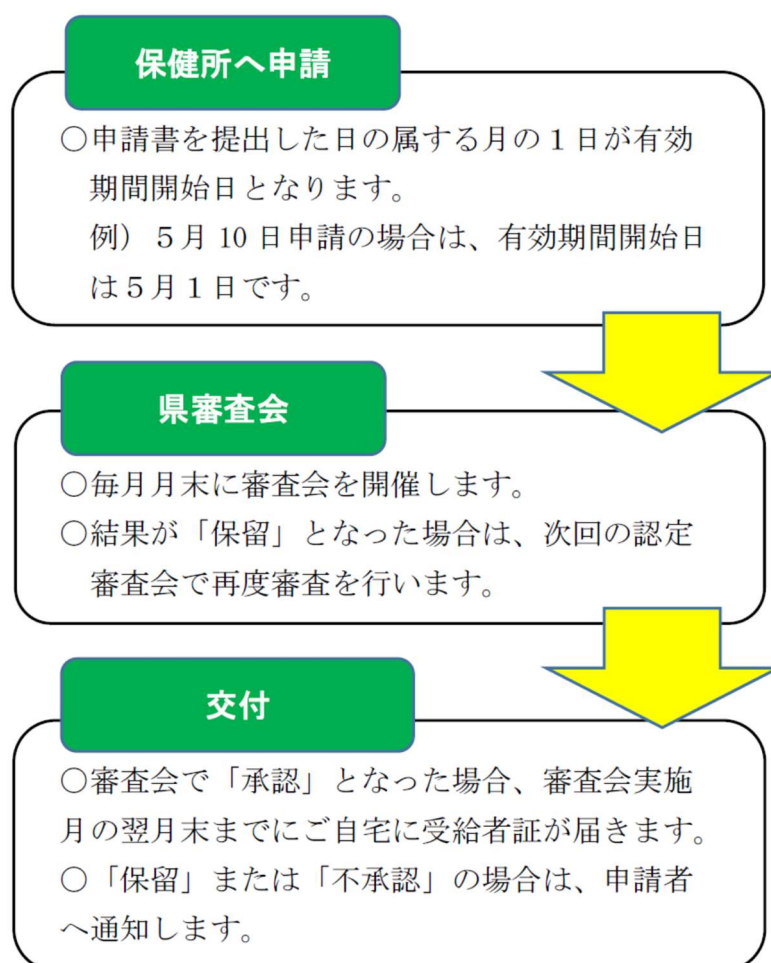 保健所へ申請
○申請書を提出した日の属する月の１日が有効
期間開始日となります。
例）５月 10 日申請の場合は、有効期間開始日
は５月１日です。
県審査会
○毎月月末に審査会を開催します。
○結果が「保留」となった場合は、次回の認定
審査会で再度審査を行います。
交付
○審査会で「承認」となった場合、審査会実施
月の翌月末までにご自宅に受給者証が届きます。
○「保留」または「不承認」の場合は、申請者
へ通知します。